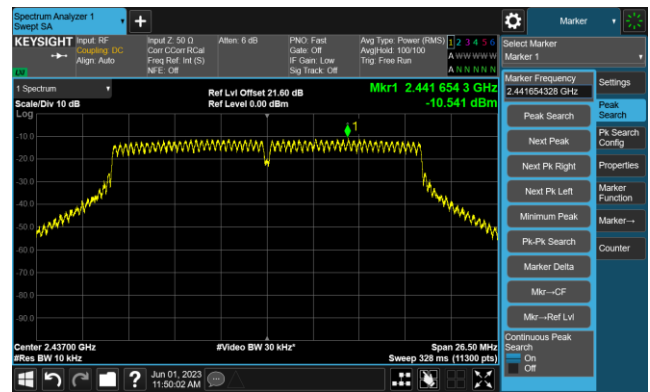 Spectrum Analyzer 1
Swept SA
+
Marker
KEYSIGHT
Input: RF
Coupling: DC
Align: Auto
Input Z: 50 Ω
Corr CCorr RCal
Freq Ref: Int (S)
NFE: Off
Atten: 6 dB
PNO: Fast
Gate: Off
IF Gain: Low
Sig Track: Off
Avg Type: Power (RMS)
Avg|Hold: 100/100
Trig: Free Run
1 2 3 4 5 6
A W W W W W
A N N N N N
Select Marker
Marker 1
1 Spectrum
Scale/Div 10 dB
Log
Ref Lvl Offset 21.60 dB
Ref Level 0.00 dBm
Mkr1 2.441 654 3 GHz
-10.541 dBm
1
-10.0
-20.0
-30.0
-40.0
-50.0
-60.0
-70.0
-80.0
-90.0
Center 2.43700 GHz
#Res BW 10 kHz
#Video BW 30 kHz*
Span 26.50 MHz
Sweep 328 ms (11300 pts)
Marker Frequency
2.441654328 GHz
Peak Search
Next Peak
Next Pk Right
Next Pk Left
Minimum Peak
Pk-Pk Search
Marker Delta
Mkr→CF
Mkr→Ref Lvl
Continuous Peak
Search
On
Off
Settings
Peak
Search
Pk Search
Config
Properties
Marker
Function
Marker→
Counter
?
Jun 01, 2023
11:50:02 AM